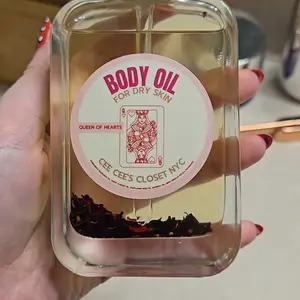 BODY OIL
FOR DRY SKIN
QUEEN OF HEARTS
CEE CEE'S CLOSET NYC